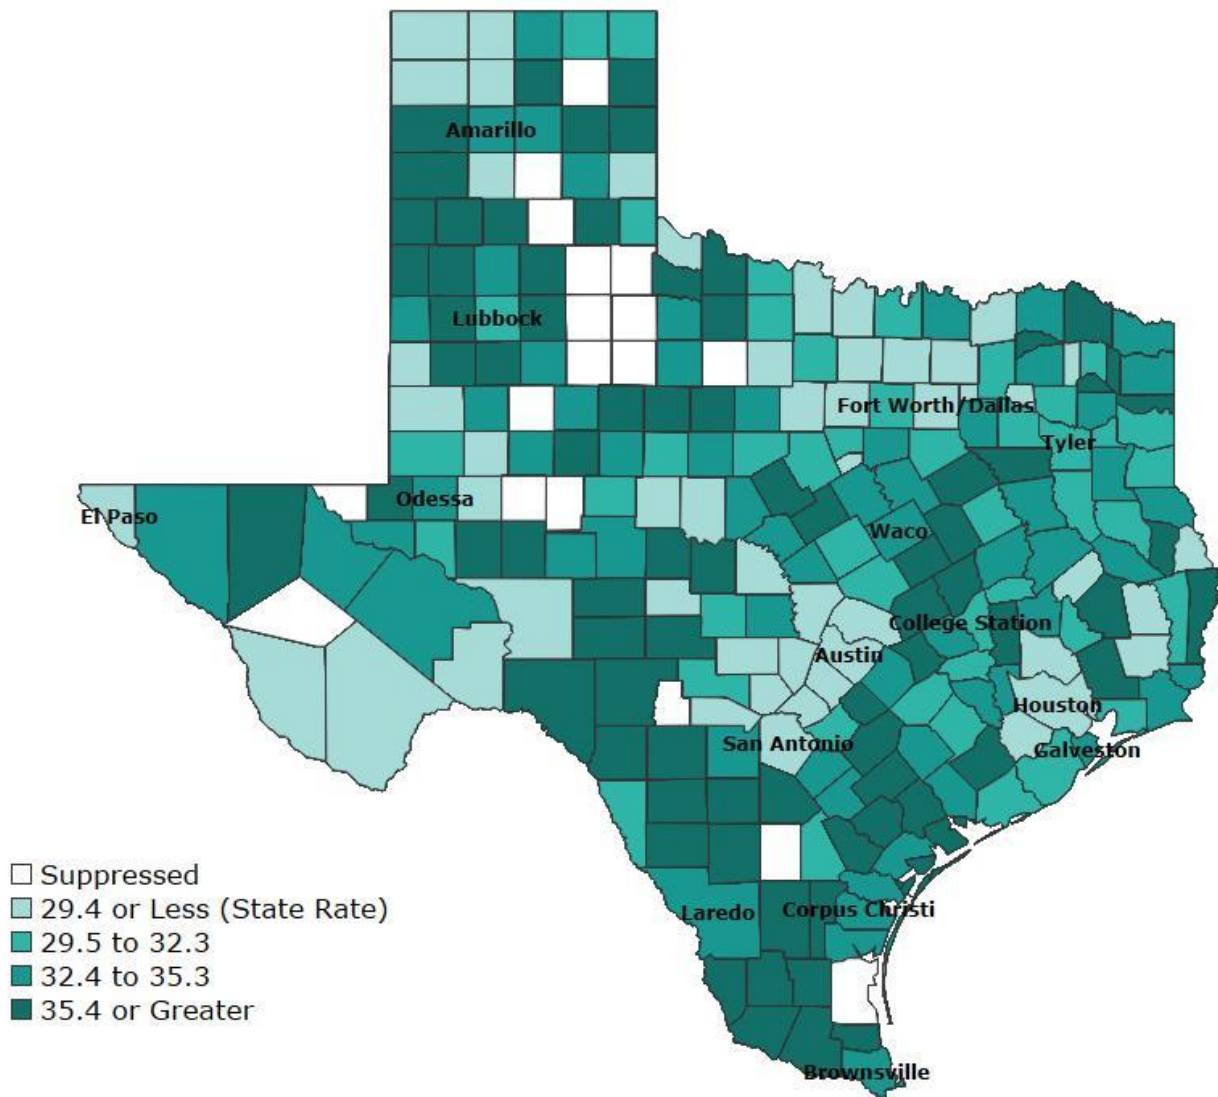 Amarillo
Lubbock
Fort Worth/Dallas
Tyler
Odessa
El Paso
Waco
College Station
Austin
Houston
San Antonio
Galveston
Suppressed
29.4 or Less (State Rate)
29.5 to 32.3
32.4 to 35.3
35.4 or Greater
Laredo
Corpus Christi
Brownsville